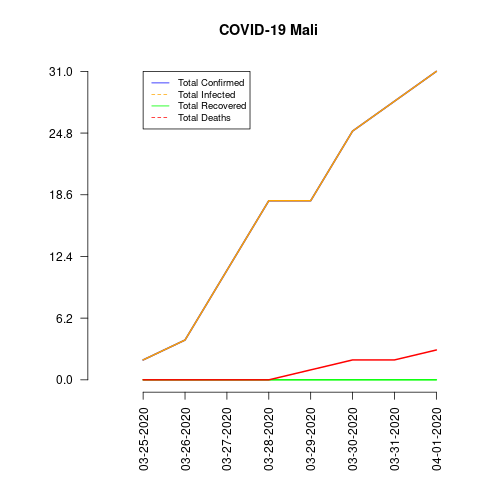 COVID-19 Mali
31.0
24.8
18.6
12.4
6.2
0.0
Total Confirmed
Total Infected
Total Recovered
Total Deaths
03-25-2020
03-26-2020
03-27-2020
03-28-2020
03-29-2020
03-30-2020
03-31-2020
04-01-2020